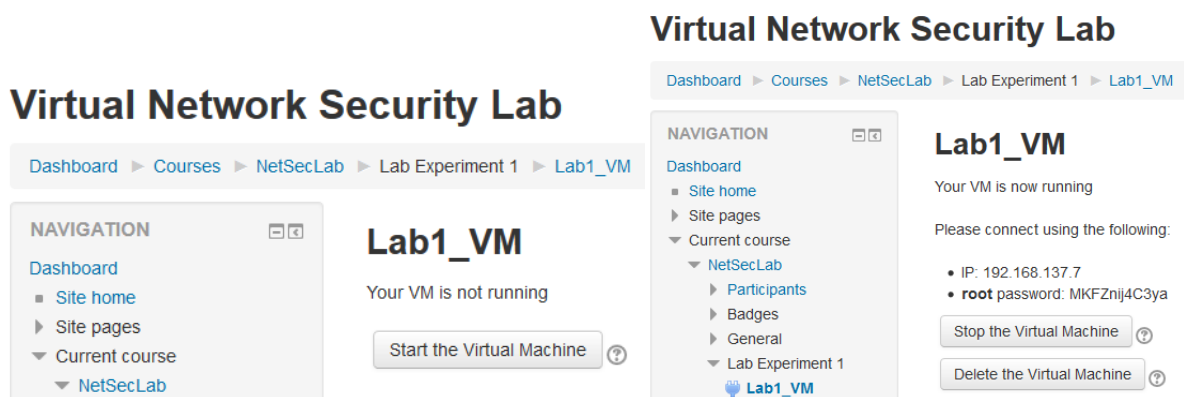 Virtual Network Security Lab
Dashboard ▶ Courses ▶ NetSecLab ▶ Lab Experiment 1 ▶ Lab1_VM
NAVIGATION
Dashboard
Site home
Site pages
Current course
NetSecLab
Lab1_VM
Your VM is not running
Start the Virtual Machine
Virtual Network Security Lab
Dashboard ▶ Courses ▶ NetSecLab ▶ Lab Experiment 1 ▶ Lab1_VM
NAVIGATION
Dashboard
Site home
Site pages
Current course
NetSecLab
Participants
Badges
General
Lab Experiment 1
Lab1_VM
Lab1_VM
Your VM is now running
Please connect using the following:
• IP: 192.168.137.7
• root password: MKFZnij4C3ya
Stop the Virtual Machine
Delete the Virtual Machine